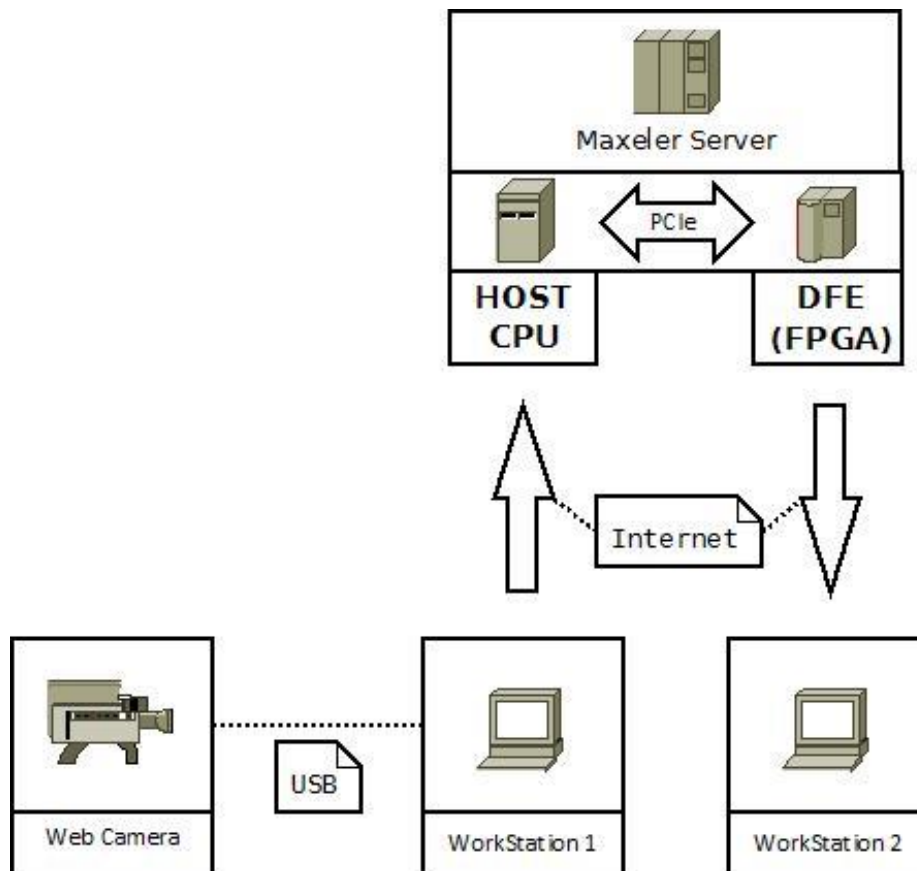 Maxeler Server
PCIe
HOST
CPU
DFE
(FPGA)
Internet
USB
Web Camera
WorkStation 1
WorkStation 2